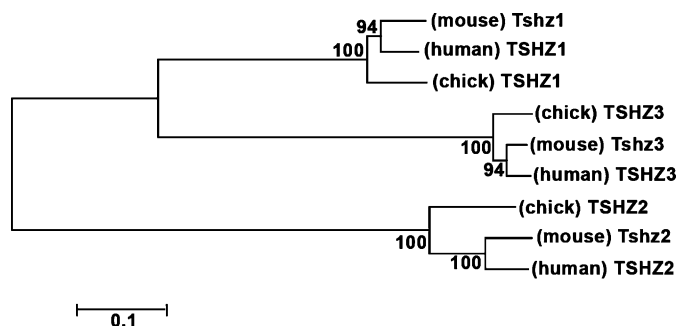 94
(mouse) Tshz1
100
(human) TSHZ1
(chick) TSHZ1
(chick) TSHZ3
100
(mouse) Tshz3
94
(human) TSHZ3
(chick) TSHZ2
100
(mouse) Tshz2
100
(human) TSHZ2
0.1